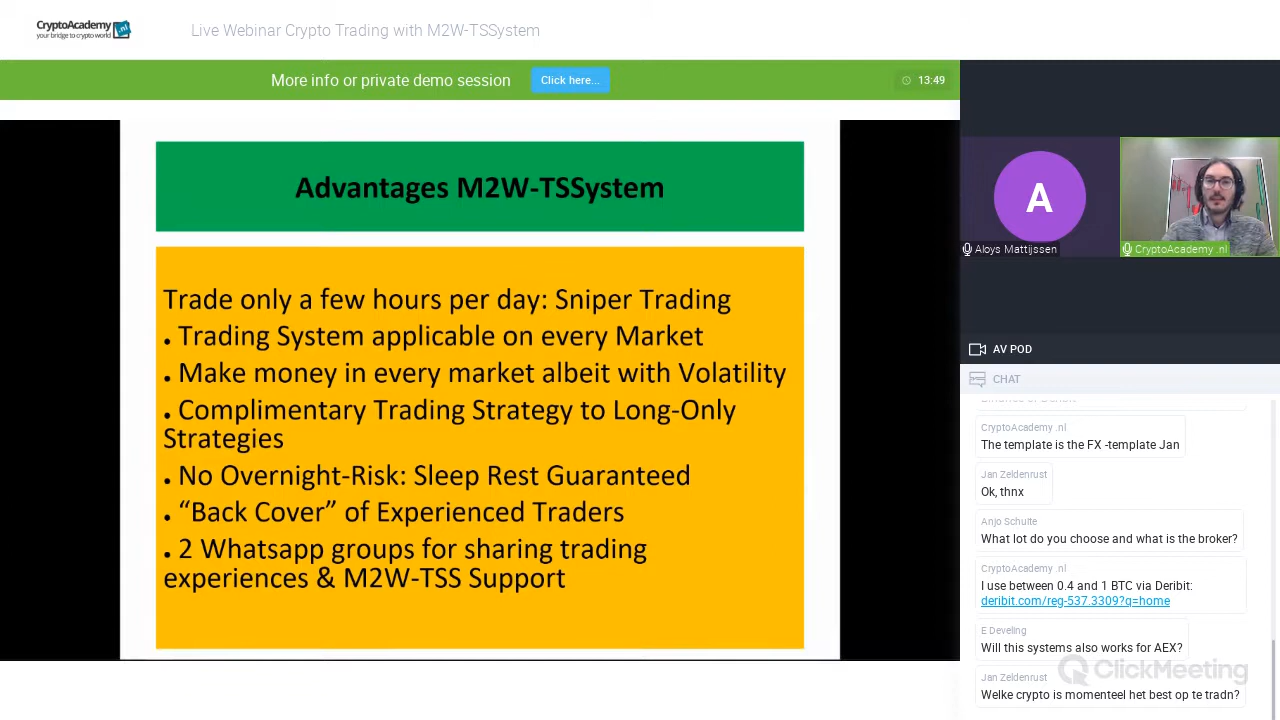 CryptoAcademy .nl
your bridge to crypto world
Live Webinar Crypto Trading with M2W-TSSystem
More info or private demo session
Click here...
13:49
Advantages M2W-TSSystem
Trade only a few hours per day: Sniper Trading
. Trading System applicable on every Market
. Make money in every market albeit with Volatility
. Complimentary Trading Strategy to Long-Only
Strategies
. No Overnight-Risk: Sleep Rest Guaranteed
. “Back Cover” of Experienced Traders
. 2 Whatsapp groups for sharing trading
experiences & M2W-TSS Support
A
Aloys Mattijssen
CryptoAcademy .nl
AV POD
CHAT
CryptoAcademy .nl
The template is the FX -template Jan
Jan Zeldenrust
Ok, thnx
Anjo Schuite
What lot do you choose and what is the broker?
CryptoAcademy .nl
I use between 0.4 and 1 BTC via Deribit:
deribit.com/reg-537.3309?q=home
E Develing
Will this systems also works for AEX?
ClickMeeting
Jan Zeldenrust
Welke crypto is momenteel het best op te tradn?